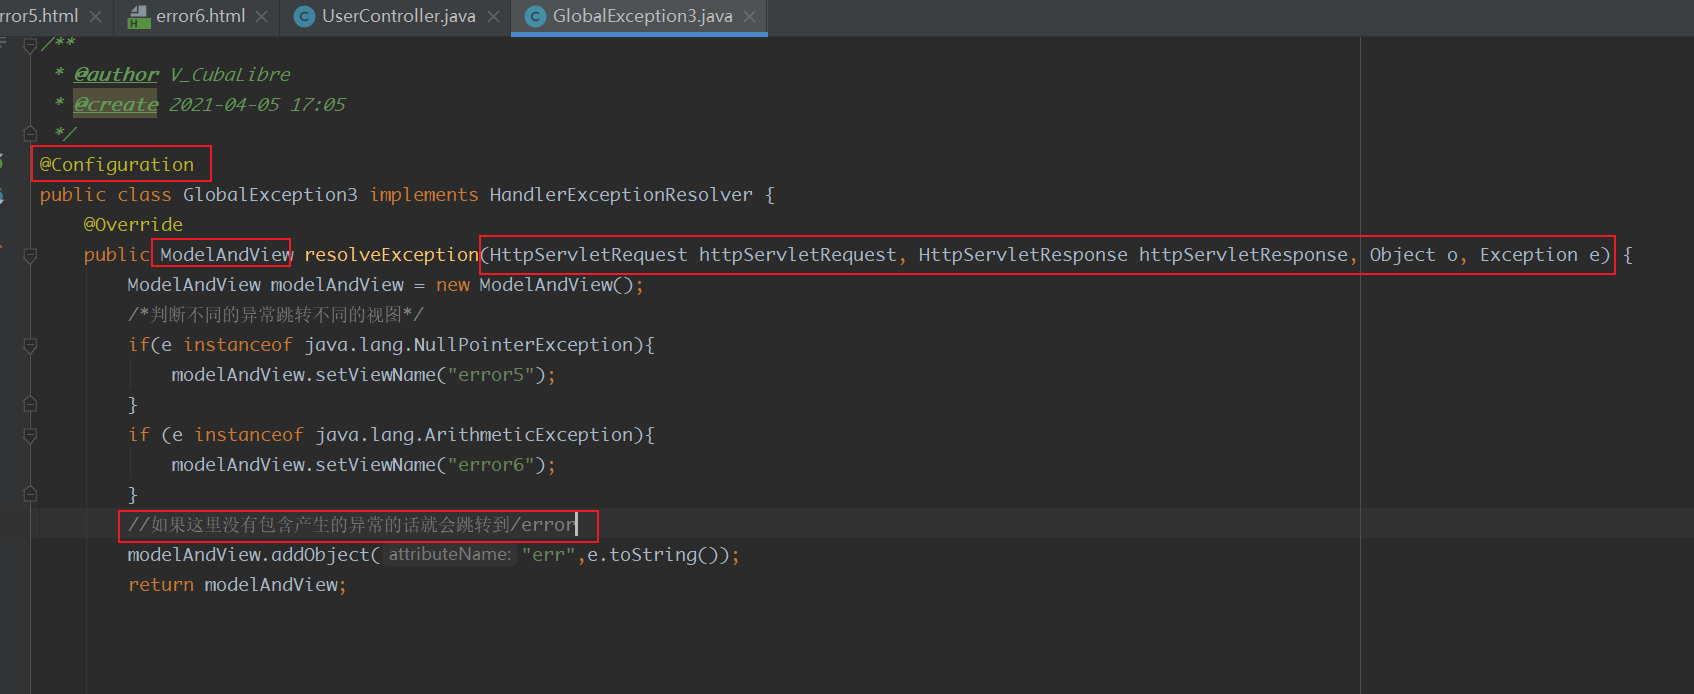 rror5.html error6.html UserController.java GlobalException3.java
/**
* @author V_CubaLibre
* @create 2021-04-05 17:05
*/
@Configuration
public class GlobalException3 implements HandlerExceptionResolver {
@Override
public ModelAndView resolveException(HttpServletRequest httpServletRequest, HttpServletResponse httpServletResponse, Object o, Exception e) {
ModelAndView modelAndView = new ModelAndView();
/*判断不同的异常跳转不同的视图*/
if(e instanceof java.lang.NullPointerException){
modelAndView.setViewName("error5");
}
if (e instanceof java.lang.ArithmeticException){
modelAndView.setViewName("error6");
}
//如果这里没有包含产生的异常的话就会跳转到/error
modelAndView.addObject( attributeName: "err",e.toString());
return modelAndView;